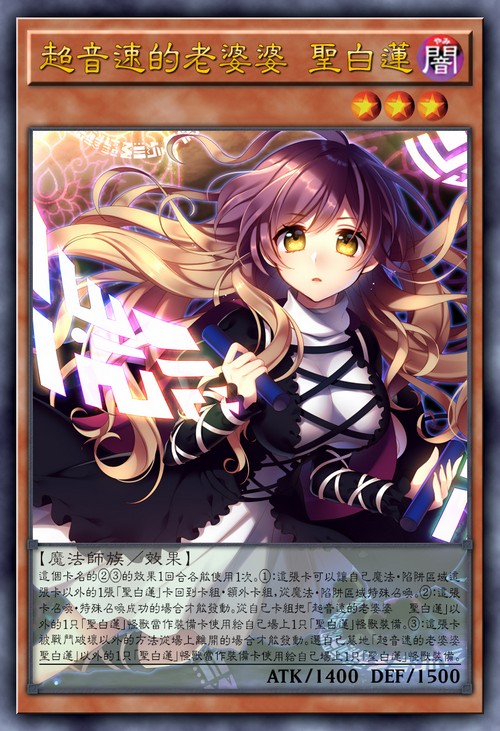 超音速的老婆婆 聖白蓮
やみ
闇
【魔法師族／效果】
這個卡名的②③的效果1回合各能使用1次。①:這張卡可以讓自己魔法・陷阱區域這
張卡以外的1張「聖白蓮」卡回到卡組・額外卡組,從魔法・陷阱區域特殊召喚。②:這張
卡召喚・特殊召喚成功的場合才能發動。從自己卡組把「超音速的老婆婆 聖白蓮」以
外的1只「聖白蓮」怪獸當作裝備卡使用給自己場上1只「聖白蓮」怪獸裝備。③:這張卡
被戰鬥破壞以外的方法從場上離開的場合才能發動。選自己墓地「超音速的老婆婆
聖白蓮」以外的1只「聖白蓮」怪獸當作裝備卡使用給自己場上1只「聖白蓮」怪獸裝備。
ATK/1400 DEF/1500